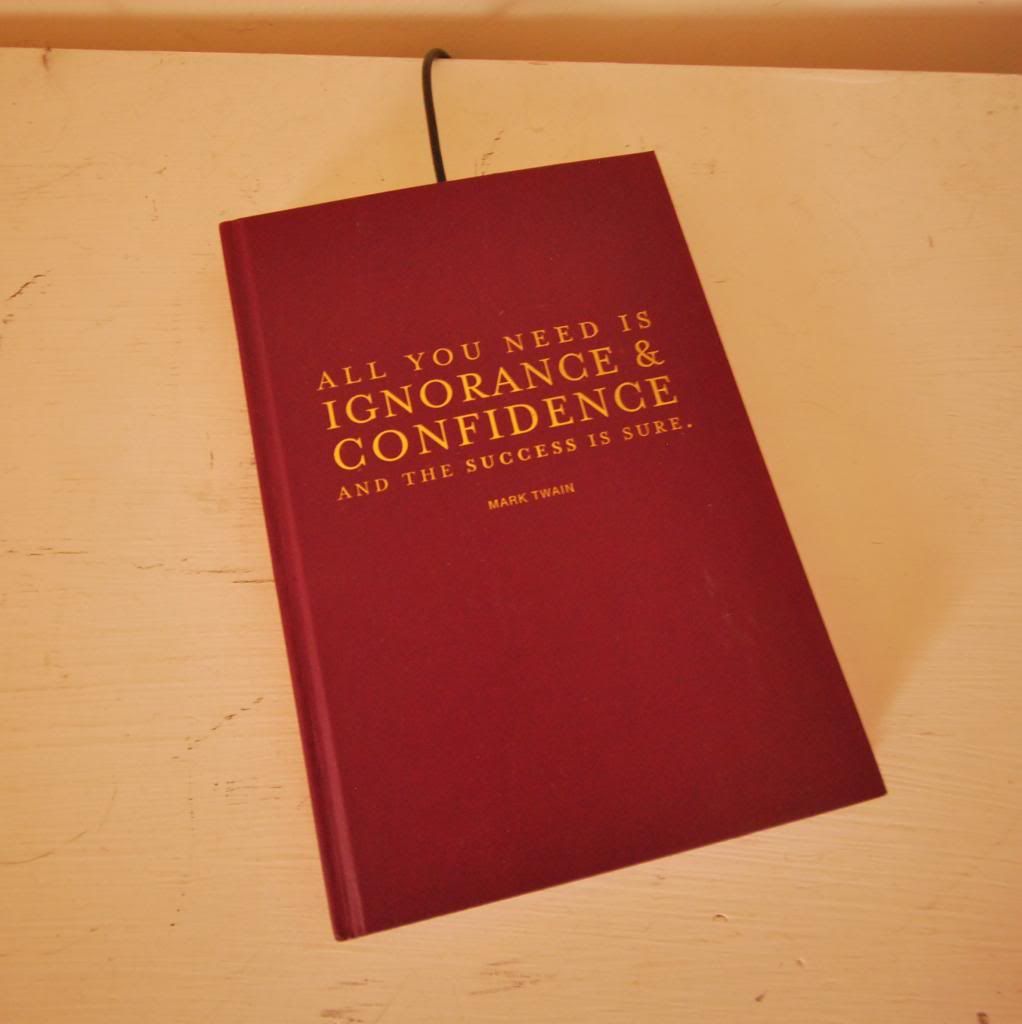 ALL YOU NEED IS
IGNORANCE &
CONFIDENCE
AND THE SUCCESS IS SURE.
MARK TWAIN